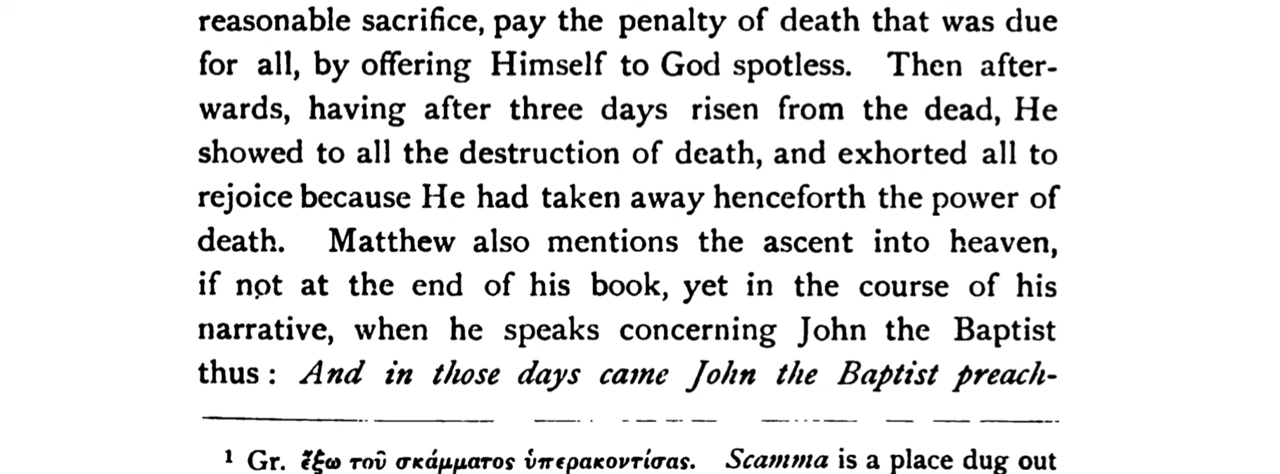 reasonable sacrifice, pay the penalty of death that was due
for all, by offering Himself to God spotless. Then after-
wards, having after three days risen from the dead, He
showed to all the destruction of death, and exhorted all to
rejoice because He had taken away henceforth the power of
death. Matthew also mentions the ascent into heaven,
if not at the end of his book, yet in the course of his
narrative, when he speaks concerning John the Baptist
thus : And in those days came John the Baptist preach-
¹ Gr. ἔξω τοῦ σκάμματος ὑπερακοντίσας. Scamma is a place dug out